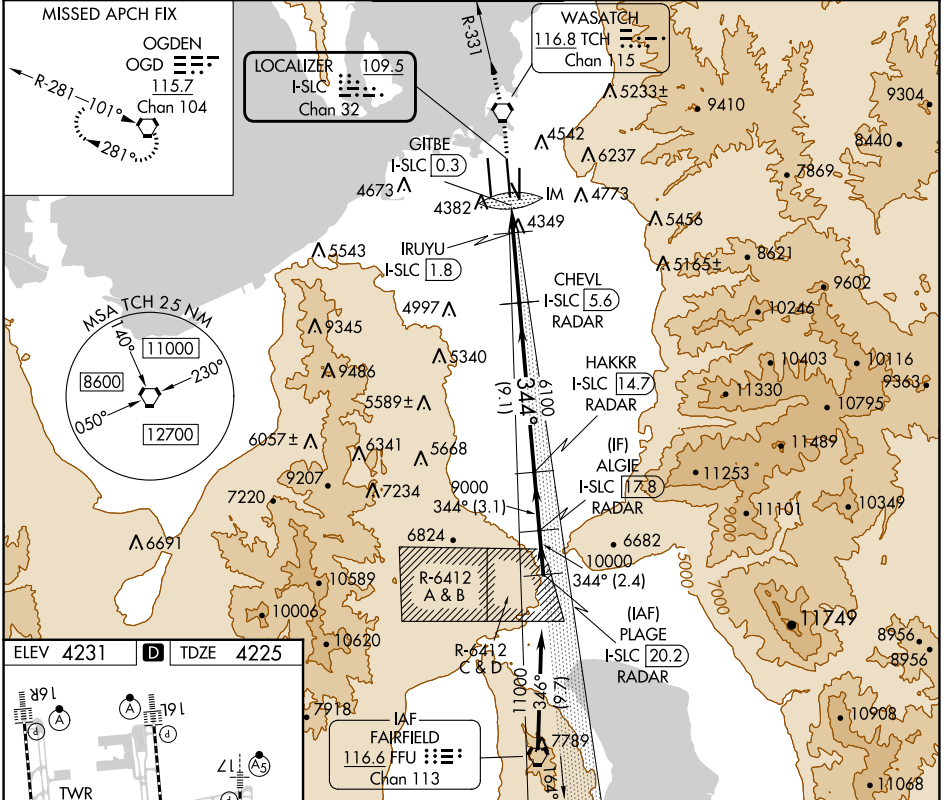 MISSED APCH FIX
OGDEN
OGD
115.7
Chan 104
R-281
101°
281°
LOCALIZER 109.5
I-SLC
Chan 32
R-331
WASATCH
116.8 TCH
Chan 115
5233±
9410
9304
8440
4542
6237
7869
GITBE
I-SLC 0.3
4673
4382
IM
4773
4349
5456
5543
IRUYU
I-SLC 1.8
5165±
8621
9602
CHEVL
I-SLC 5.6
RADAR
4997
10246
MSA TCH 25 NM
140°
11000
8600
230°
050°
12700
9345
9486
5340
5589±
344°
(9.1)
6100
HAKKR
I-SLC 14.7
RADAR
10403
10116
9363
11330
10795
6057±
6341
5668
(IF)
ALGIE
I-SLC 17.8
RADAR
11489
11253
9207
7220
7234
9000
344° (3.1)
11101
10349
5000
6691
6824
6682
10000
344° (2.4)
R-6412
A & B
R-6412
C & D
10589
10006
10620
(IAF)
PLAGE
I-SLC 20.2
RADAR
11749
8956
8956
ELEV 4231
D
TDZE 4225
16R
A
A
16L
P
P
17
A5
P
TWR
7918
11000
346°
(9.7)
IAF
FAIRFIELD
116.6 FFU
Chan 113
7789
164°
10908
11068